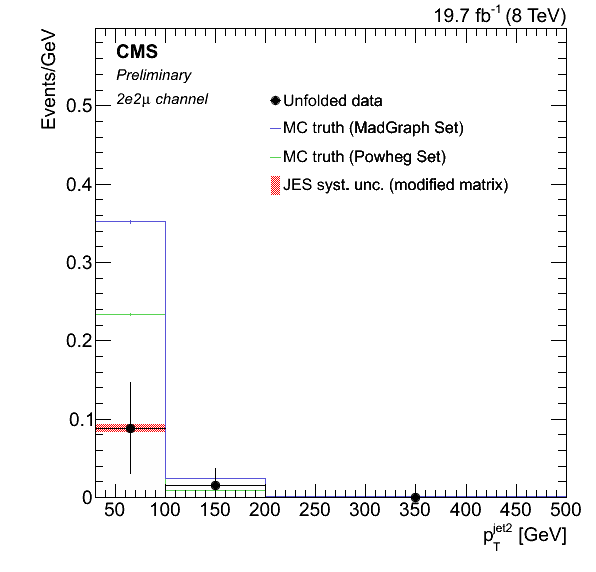 19.7 fb⁻¹ (8 TeV)
Events/GeV
CMS
Preliminary
2e2μ channel
Unfolded data
MC truth (MadGraph Set)
MC truth (Powheg Set)
JES syst. unc. (modified matrix)
0.5
0.4
0.3
0.2
0.1
0
50 100 150 200 250 300 350 400 450 500
p_T^jet2 [GeV]